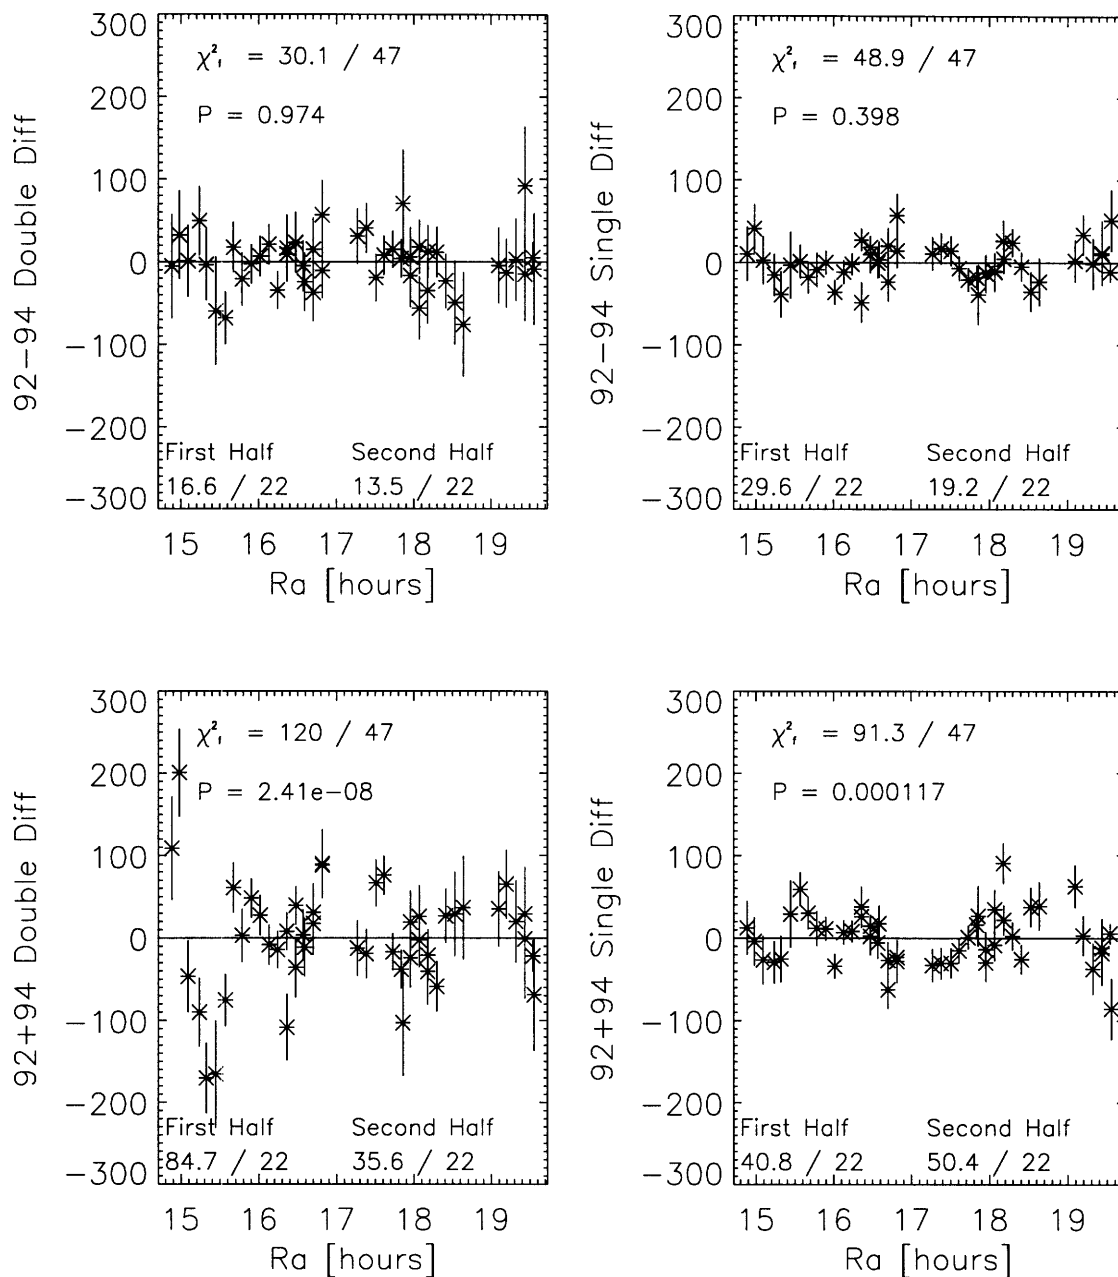 92−94 Double Diff
300
200
100
0
−100
−200
−300
χ²₁ = 30.1 / 47
P = 0.974
First Half Second Half
16.6 / 22 13.5 / 22
15 16 17 18 19
Ra [hours]
92−94 Single Diff
300
200
100
0
−100
−200
−300
χ²₁ = 48.9 / 47
P = 0.398
First Half Second Half
29.6 / 22 19.2 / 22
15 16 17 18 19
Ra [hours]
92+94 Double Diff
300
200
100
0
−100
−200
−300
χ²₁ = 120 / 47
P = 2.41e−08
First Half Second Half
84.7 / 22 35.6 / 22
15 16 17 18 19
Ra [hours]
92+94 Single Diff
300
200
100
0
−100
−200
−300
χ²₁ = 91.3 / 47
P = 0.000117
First Half Second Half
40.8 / 22 50.4 / 22
15 16 17 18 19
Ra [hours]